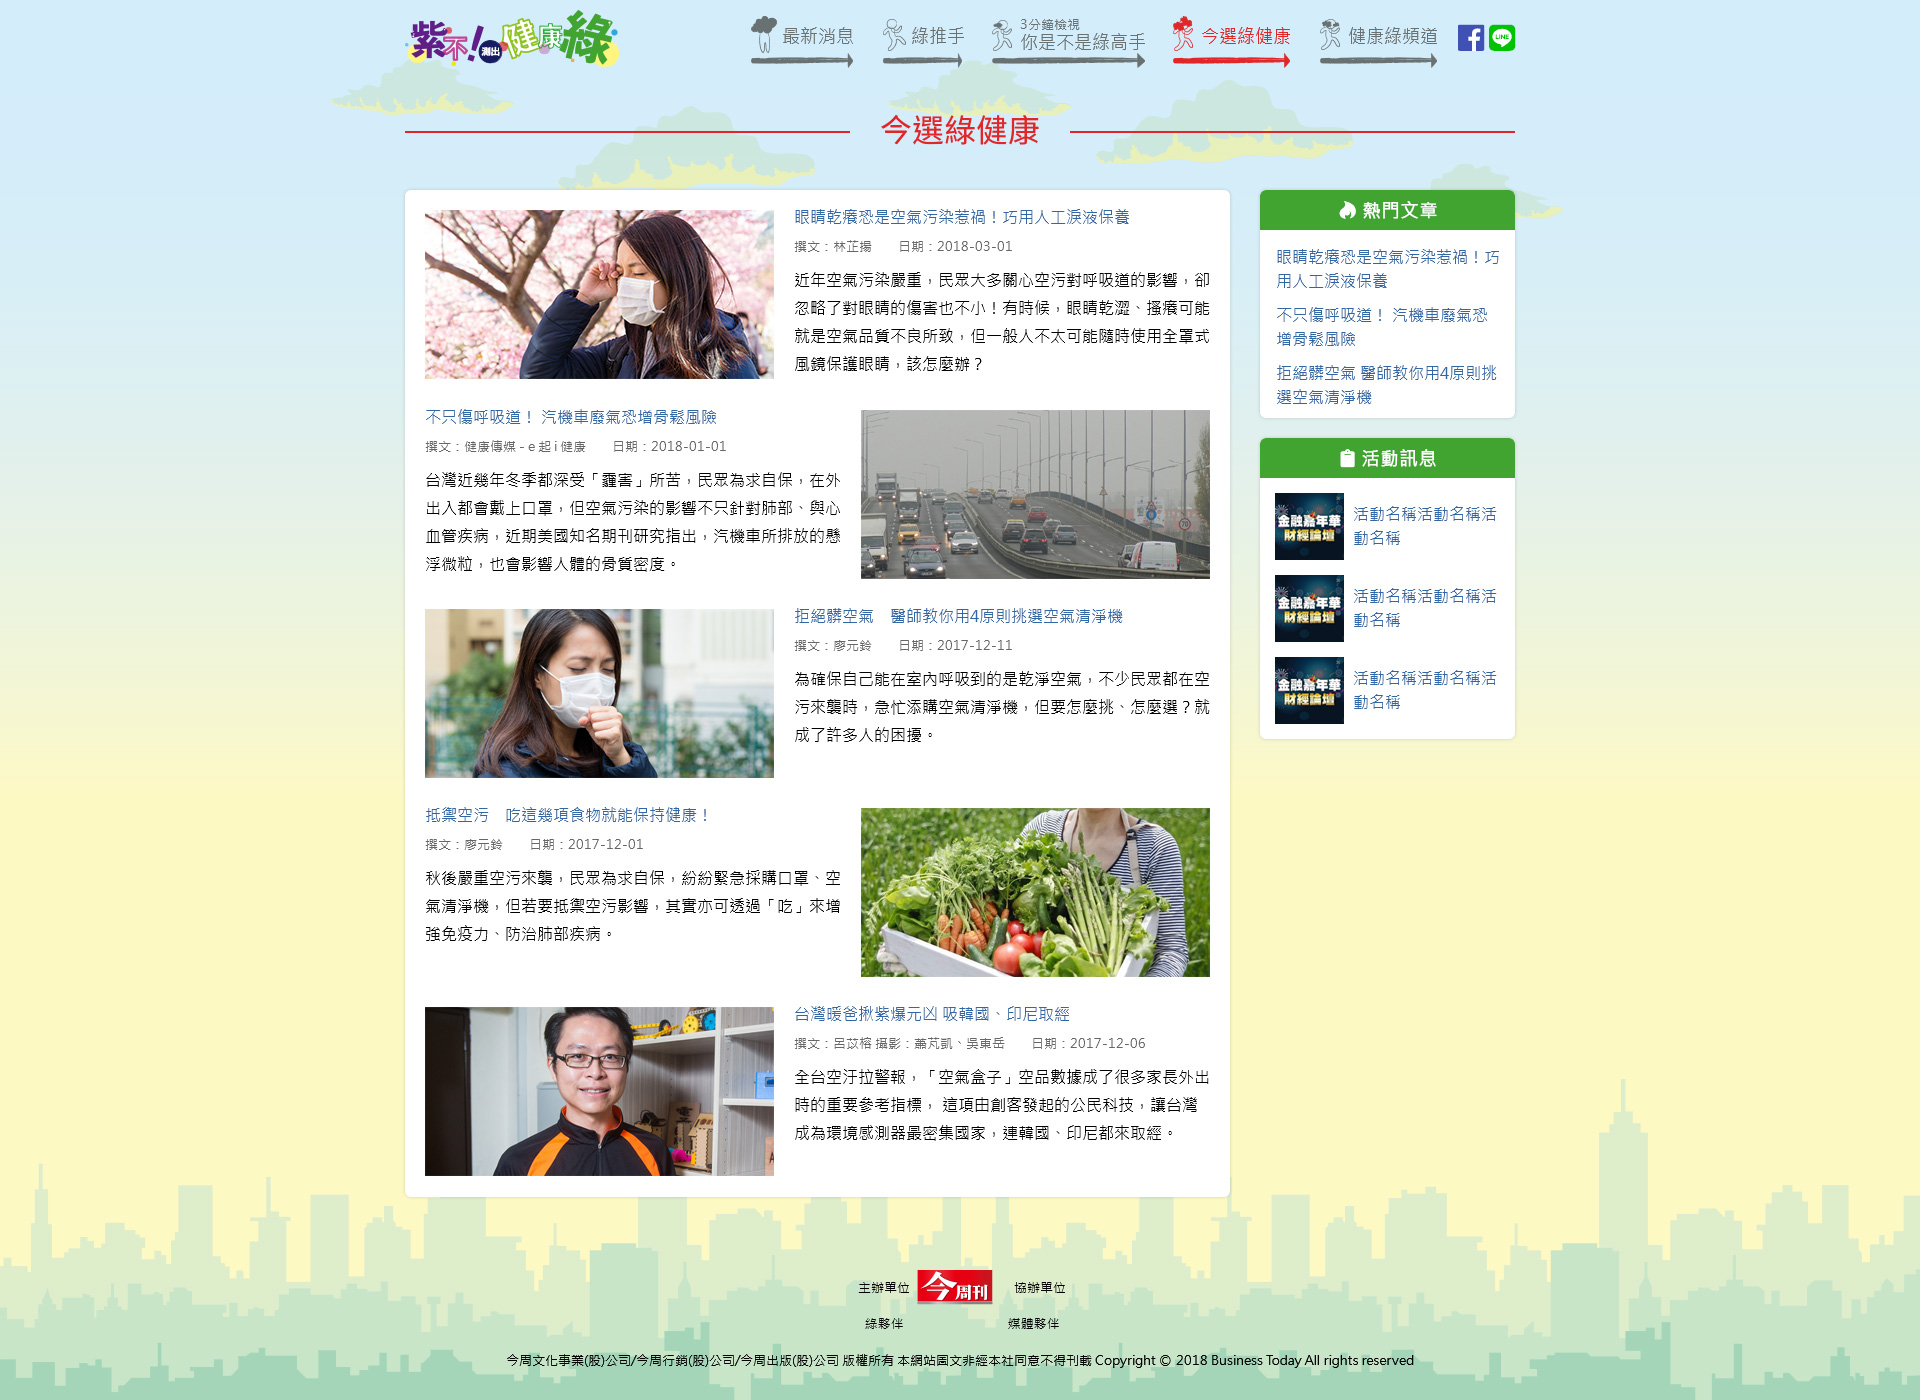 紫不!測出健康綠
最新消息
綠推手
3分鐘檢視
你是不是綠高手
今選綠健康
健康綠頻道
LINE
今選綠健康
眼睛乾癢恐是空氣污染惹禍！巧用人工淚液保養
撰文：林芷揚　　日期：2018-03-01
近年空氣污染嚴重，民眾大多關心空污對呼吸道的影響，卻
忽略了對眼睛的傷害也不小！有時候，眼睛乾澀、搔癢可能
就是空氣品質不良所致，但一般人不太可能隨時使用全罩式
風鏡保護眼睛，該怎麼辦？
不只傷呼吸道！ 汽機車廢氣恐增骨鬆風險
撰文：健康傳媒 - e 起 i 健康　　日期：2018-01-01
台灣近幾年冬季都深受「霾害」所苦，民眾為求自保，在外
出入都會戴上口罩，但空氣污染的影響不只針對肺部、與心
血管疾病，近期美國知名期刊研究指出，汽機車所排放的懸
浮微粒，也會影響人體的骨質密度。
拒絕髒空氣　醫師教你用4原則挑選空氣清淨機
撰文：廖元鈴　　日期：2017-12-11
為確保自己能在室內呼吸到的是乾淨空氣，不少民眾都在空
污來襲時，急忙添購空氣清淨機，但要怎麼挑、怎麼選？就
成了許多人的困擾。
抵禦空污　吃這幾項食物就能保持健康！
撰文：廖元鈴　　日期：2017-12-01
秋後嚴重空污來襲，民眾為求自保，紛紛緊急採購口罩、空
氣清淨機，但若要抵禦空污影響，其實亦可透過「吃」來增
強免疫力、防治肺部疾病。
台灣暖爸揪紫爆元凶 吸韓國、印尼取經
撰文：呂苡榕 攝影：蕭芃凱、吳東岳　　日期：2017-12-06
全台空汙拉警報，「空氣盒子」空品數據成了很多家長外出
時的重要參考指標， 這項由創客發起的公民科技，讓台灣
成為環境感測器最密集國家，連韓國、印尼都來取經。
熱門文章
眼睛乾癢恐是空氣污染惹禍！巧
用人工淚液保養
不只傷呼吸道！ 汽機車廢氣恐
增骨鬆風險
拒絕髒空氣 醫師教你用4原則挑
選空氣清淨機
活動訊息
金融嘉年華
財經論壇
活動名稱活動名稱活
動名稱
金融嘉年華
財經論壇
活動名稱活動名稱活
動名稱
金融嘉年華
財經論壇
活動名稱活動名稱活
動名稱
主辦單位
今周刊
協辦單位
綠夥伴
媒體夥伴
今周文化事業(股)公司/今周行銷(股)公司/今周出版(股)公司 版權所有 本網站圖文非經本社同意不得刊載 Copyright © 2018 Business Today All rights reserved